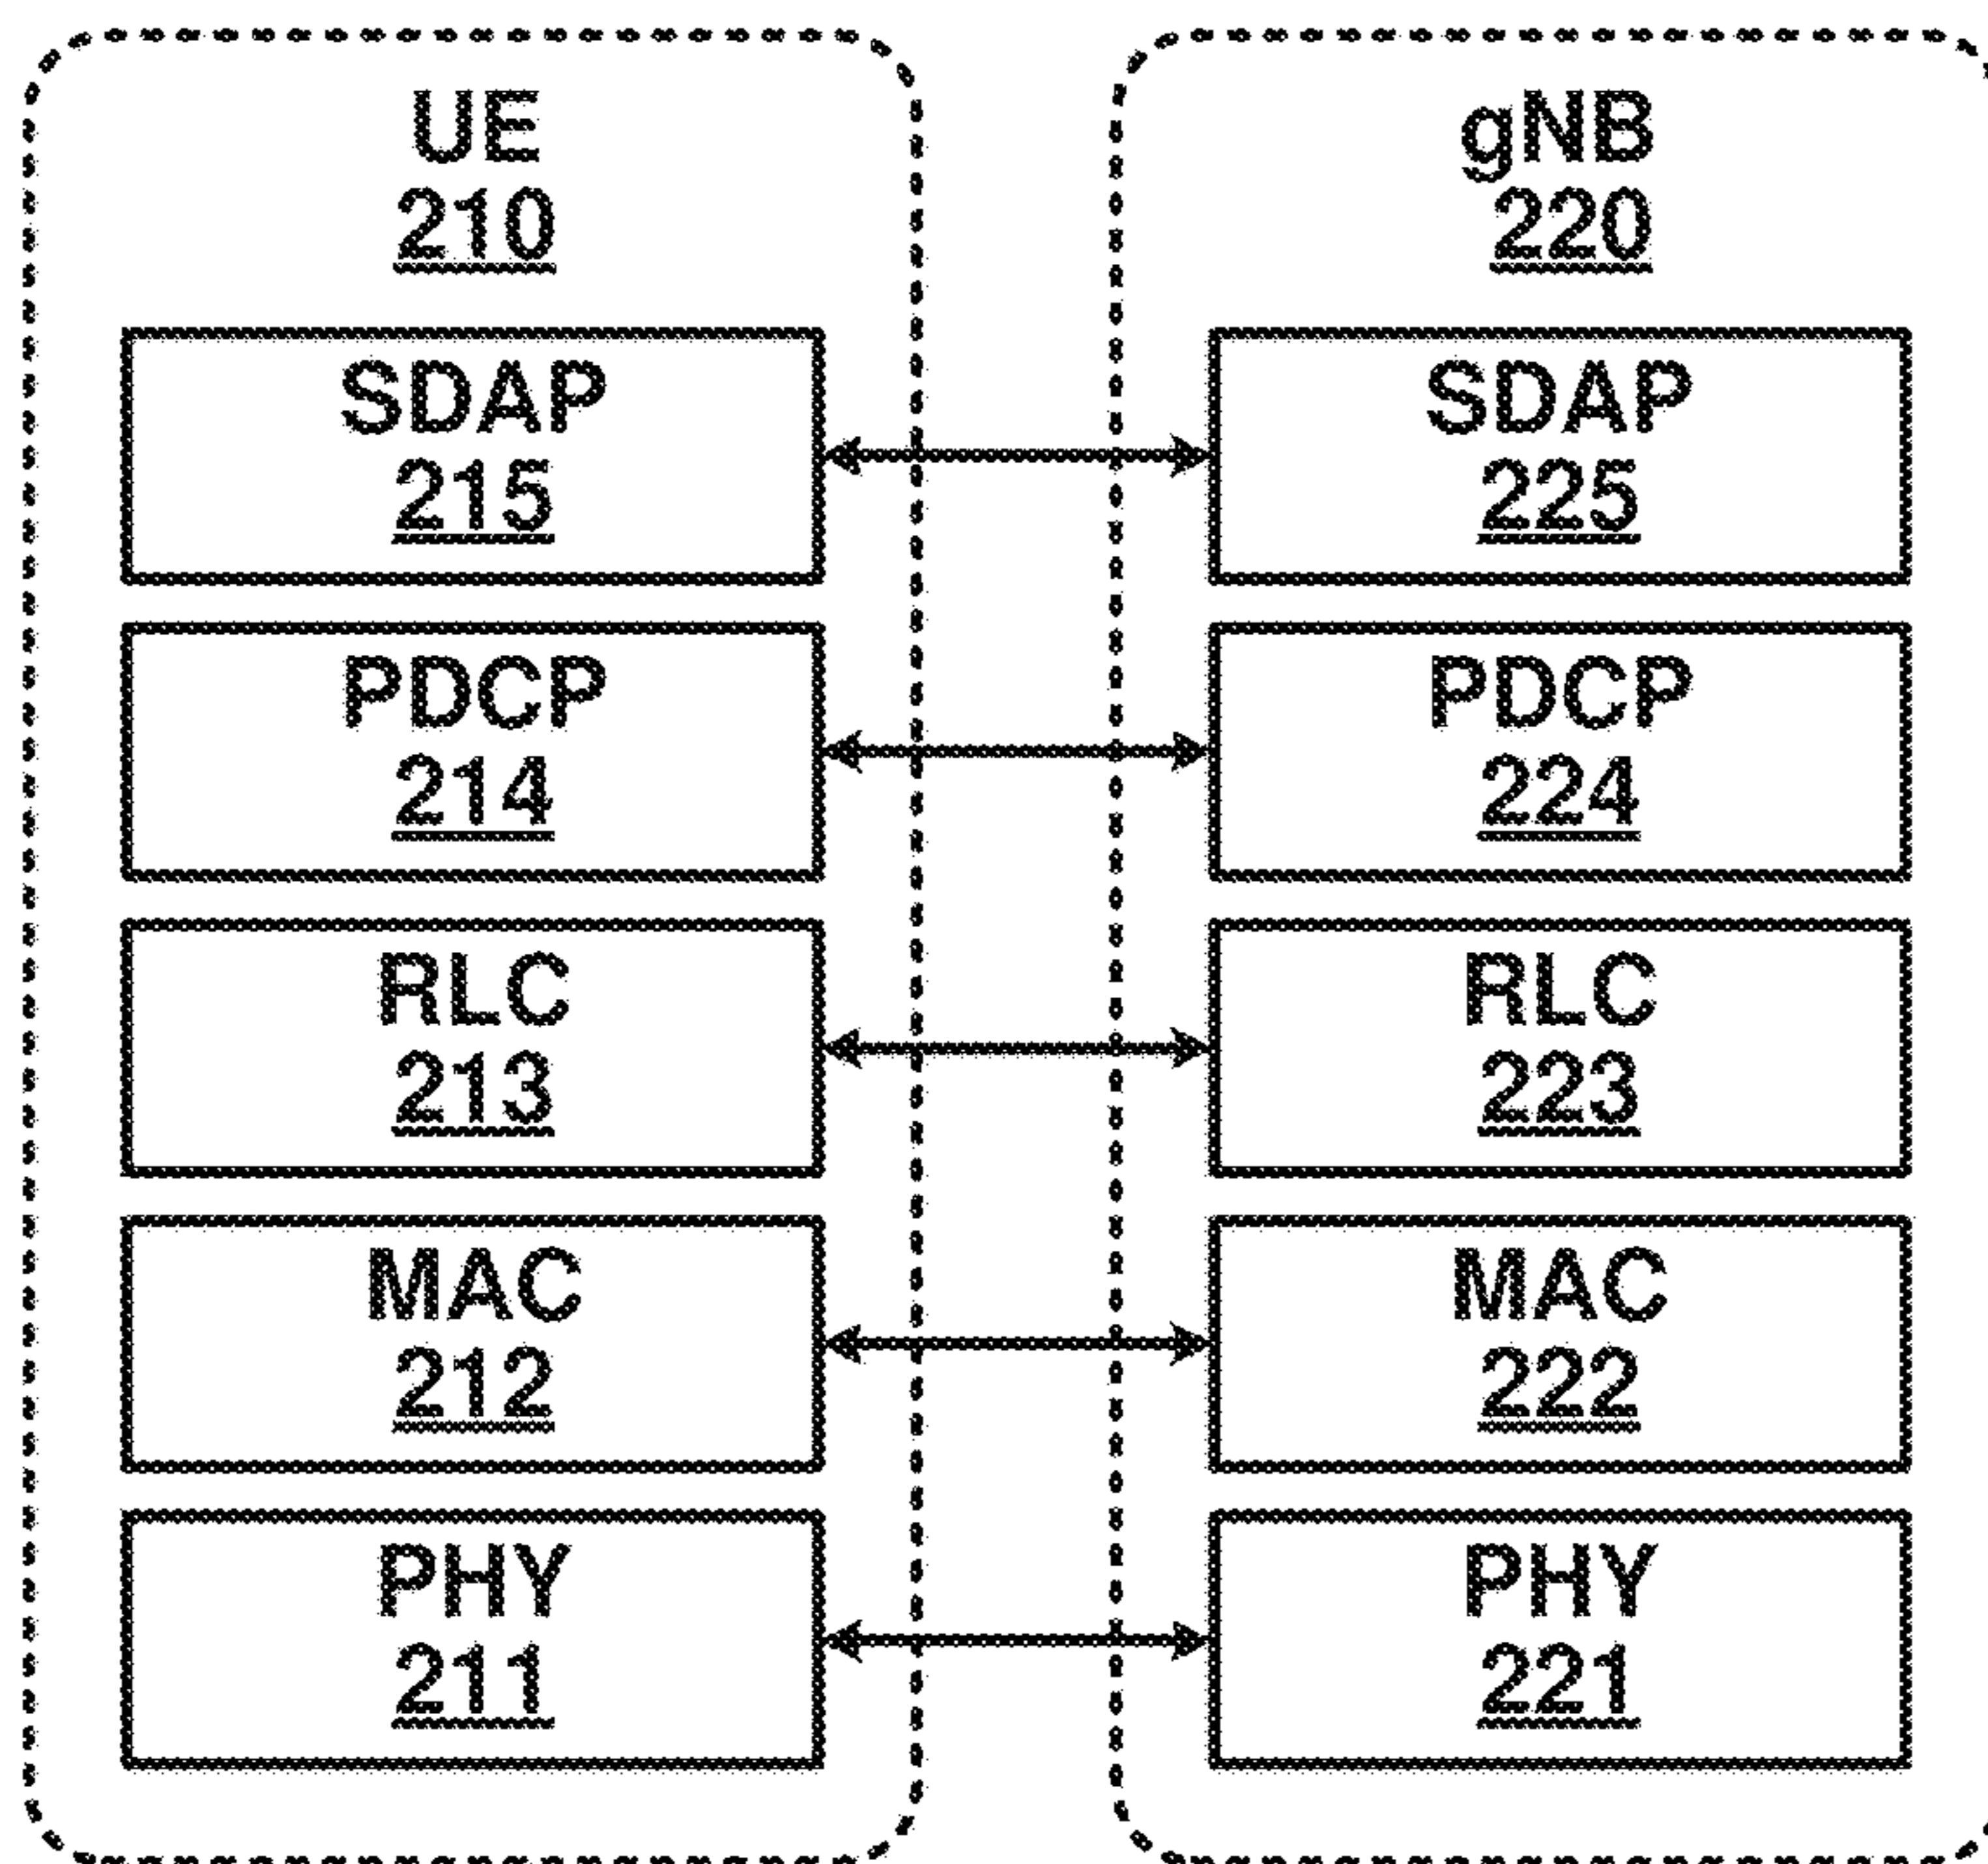 UE
210
SDAP
215
PDCP
214
RLC
213
MAC
212
PHY
211
gNB
220
SDAP
225
PDCP
224
RLC
223
MAC
222
PHY
221